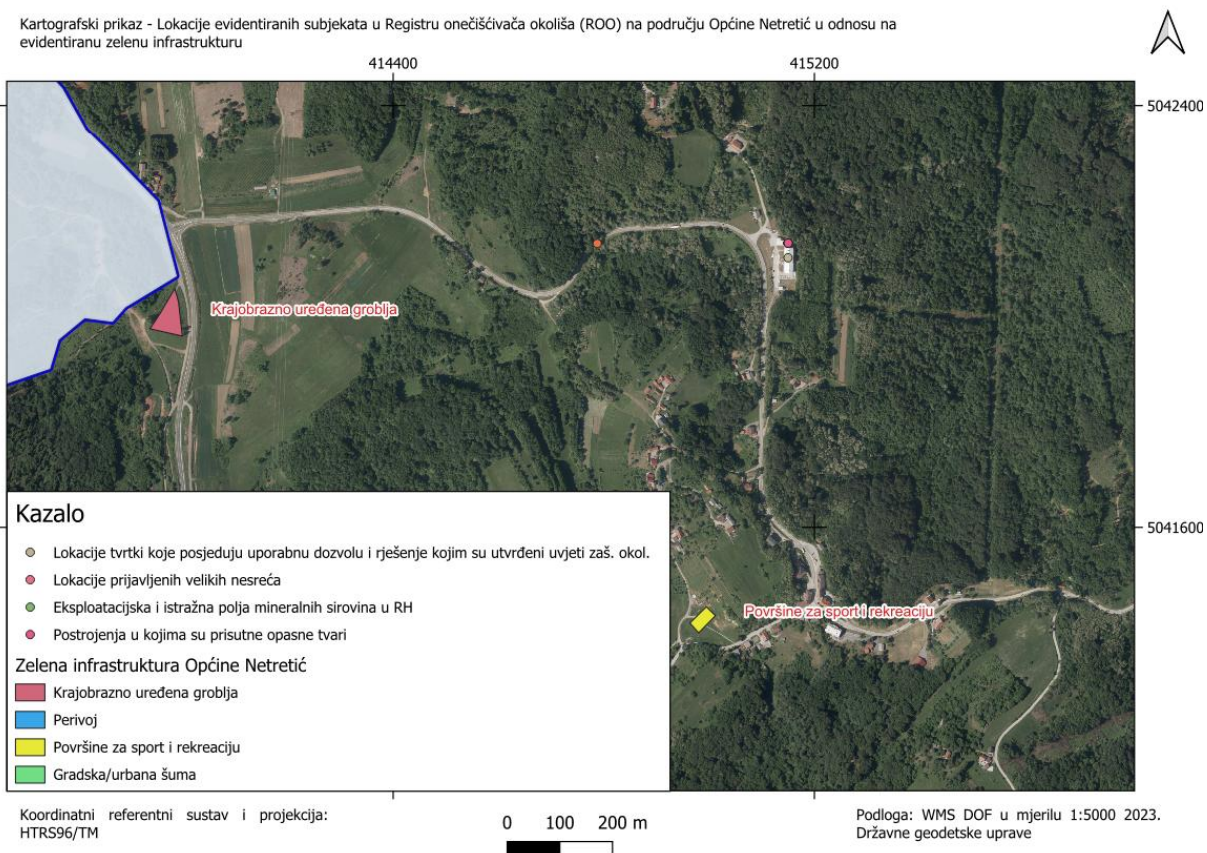 Kartografski prikaz - Lokacije evidentiranih subjekata u Registru onečišćivača okoliša (ROO) na području Općine Netretić u odnosu na
evidentiranu zelenu infrastrukturu
414400
415200
5042400
Krajobrazno uređena groblja
5041600
Površine za sport i rekreaciju
Kazalo
Lokacije tvrtki koje posjeduju uporabnu dozvolu i rješenje kojim su utvrđeni uvjeti zaš. okol.
Lokacije prijavljenih velikih nesreća
Eksploatacijska i istražna polja mineralnih sirovina u RH
Postrojenja u kojima su prisutne opasne tvari
Zelena infrastruktura Općine Netretić
Krajobrazno uređena groblja
Perivoj
Površine za sport i rekreaciju
Gradska/urbana šuma
Koordinatni referentni sustav i projekcija:
HTRS96/TM
0 100 200 m
Podloga: WMS DOF u mjerilu 1:5000 2023.
Državne geodetske uprave